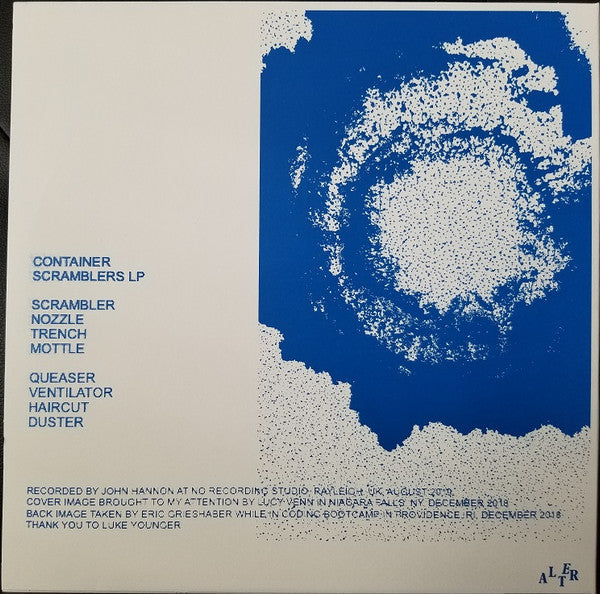 CONTAINER
SCRAMBLERS LP
SCRAMBLER
NOZZLE
TRENCH
MOTTLE
QUEASER
VENTILATOR
HAIRCUT
DUSTER
RECORDED BY JOHN HANNON AT NO RECORDING STUDIO, RAYLEIGH, UK, AUGUST 2019
COVER IMAGE BROUGHT TO MY ATTENTION BY LUCY VENN IN NIAGARA FALLS, NY, DECEMBER 2018
BACK IMAGE TAKEN BY ERIC GRIESHABER WHILE IN CODING BOOTCAMP IN PROVIDENCE, RI, DECEMBER 2018
THANK YOU TO LUKE YOUNGER
ALTER